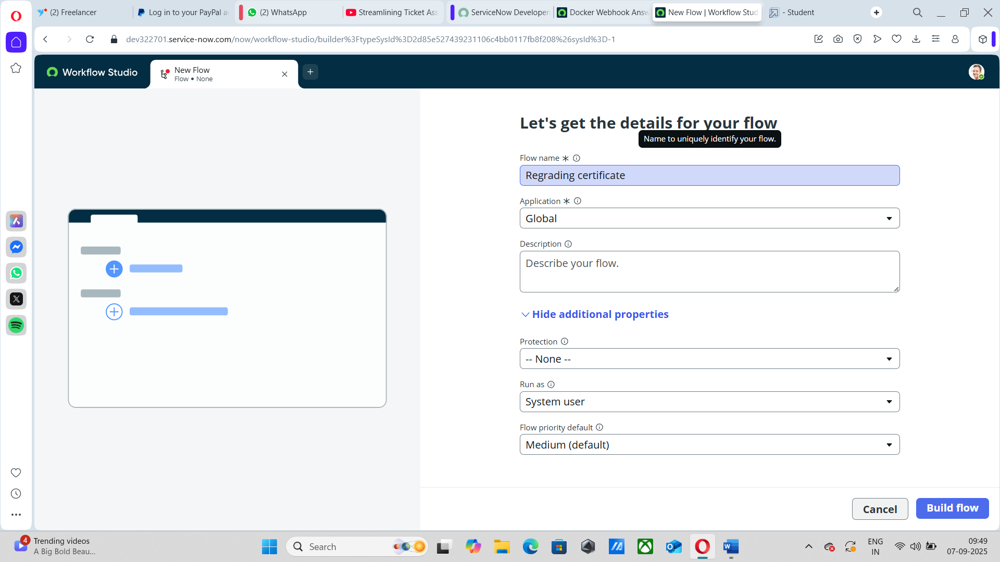 (2) Freelancer
Log in to your PayPal a
(2) WhatsApp
Streamlining Ticket Ass
ServiceNow Developers
Docker Webhook Answ
New Flow | Workflow Stud
- Student
dev322701.service-now.com/now/workflow-studio/builder%3FtypeSysId%3D2d85e527439231106c4bb0117fb8f208%26sysId%3D-1
Workflow Studio
New Flow
Flow • None
Let's get the details for your flow
Name to uniquely identify your flow.
Flow name
Regrading certificate
Application
Global
Description
Describe your flow.
Hide additional properties
Protection
-- None --
Run as
System user
Flow priority default
Medium (default)
Cancel
Build flow
4
Trending videos
A Big Bold Beau...
Search
ENG
IN
09:49
07-09-2025